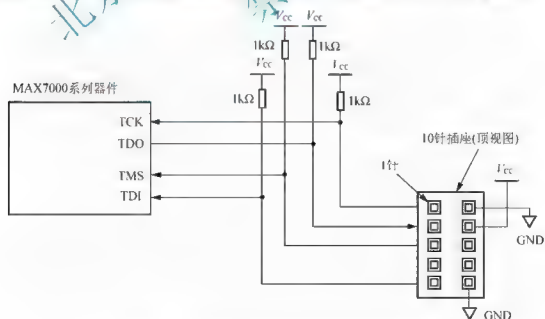 Vcc Vcc
1kΩ 1kΩ
Vcc Vcc
MAX7000系列器件
1kΩ 1kΩ
TCK
TDO
TMS
TDI
10针插座(顶视图)
1针
Vcc
GND
GND